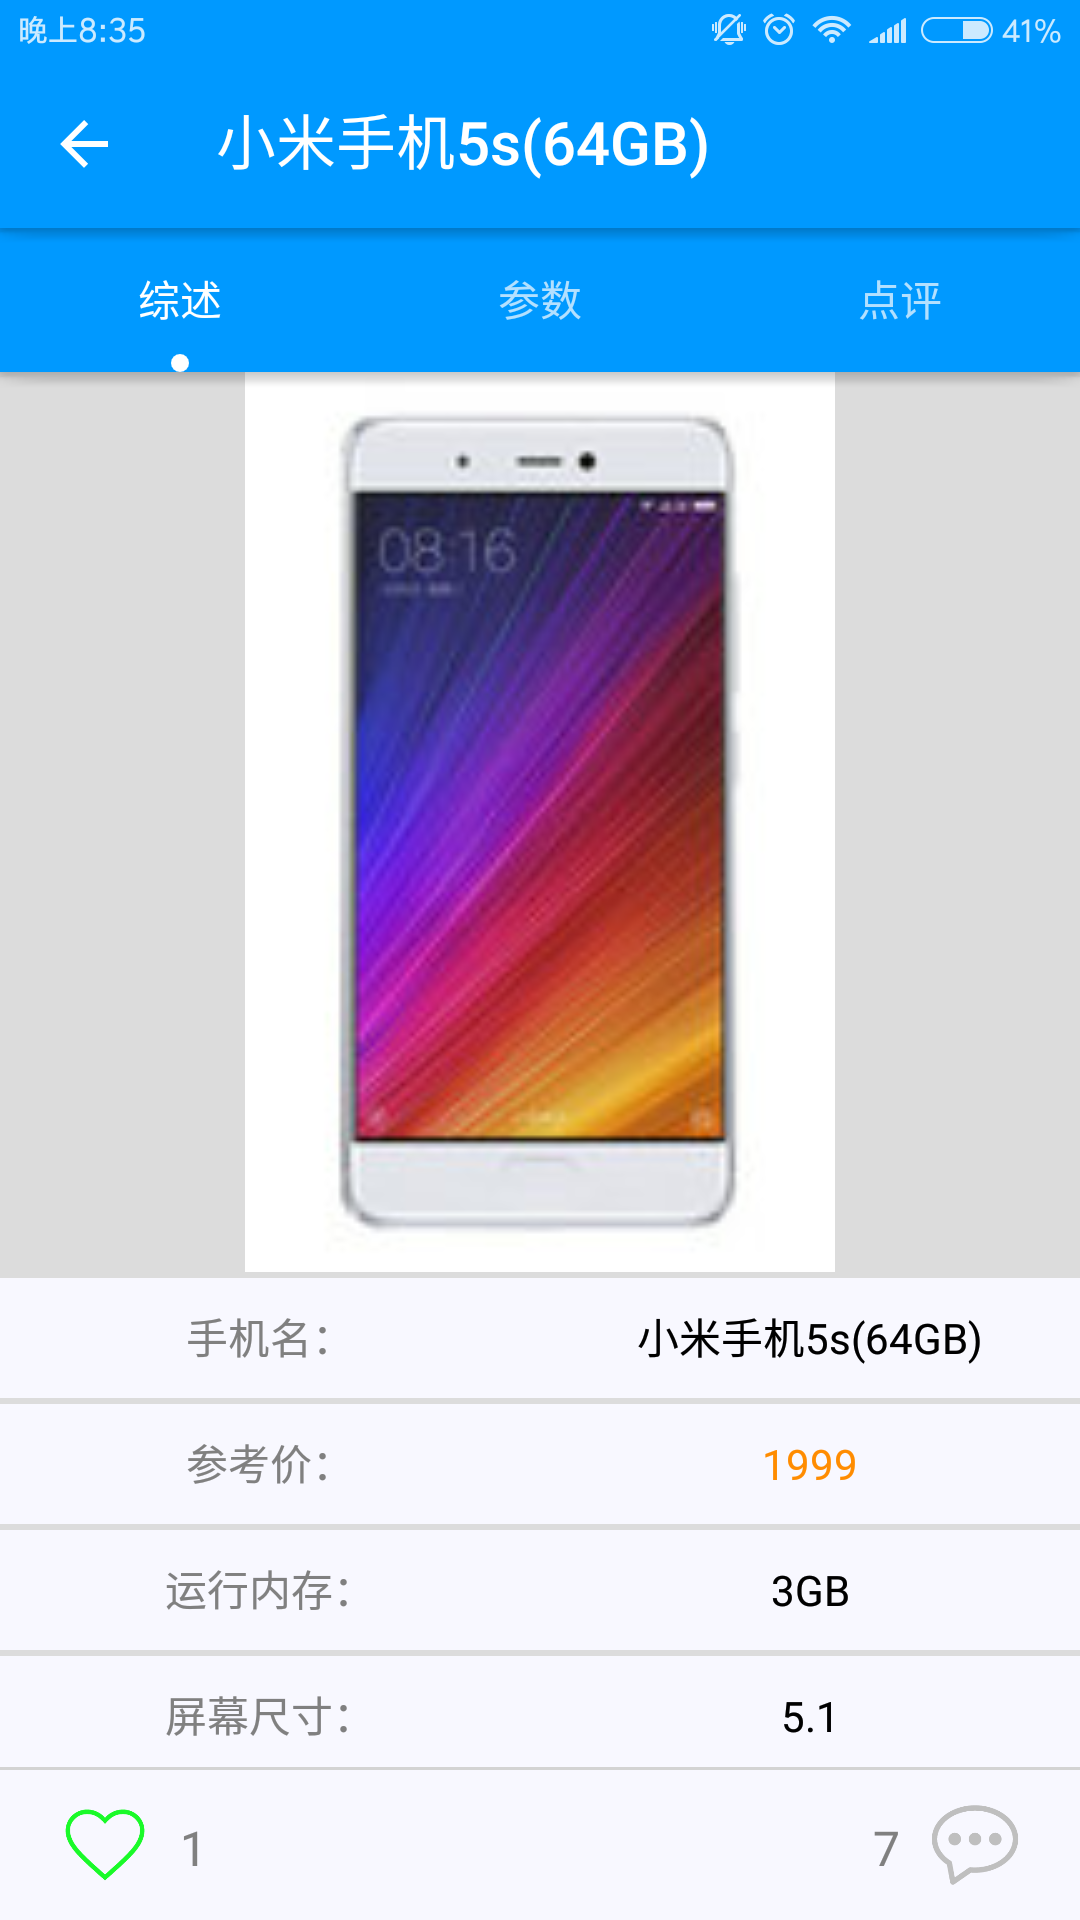 晚上8:35 41%
小米手机5s(64GB)
综述 参数 点评
08:16
手机名： 小米手机5s(64GB)
参考价： 1999
运行内存： 3GB
屏幕尺寸： 5.1
1 7